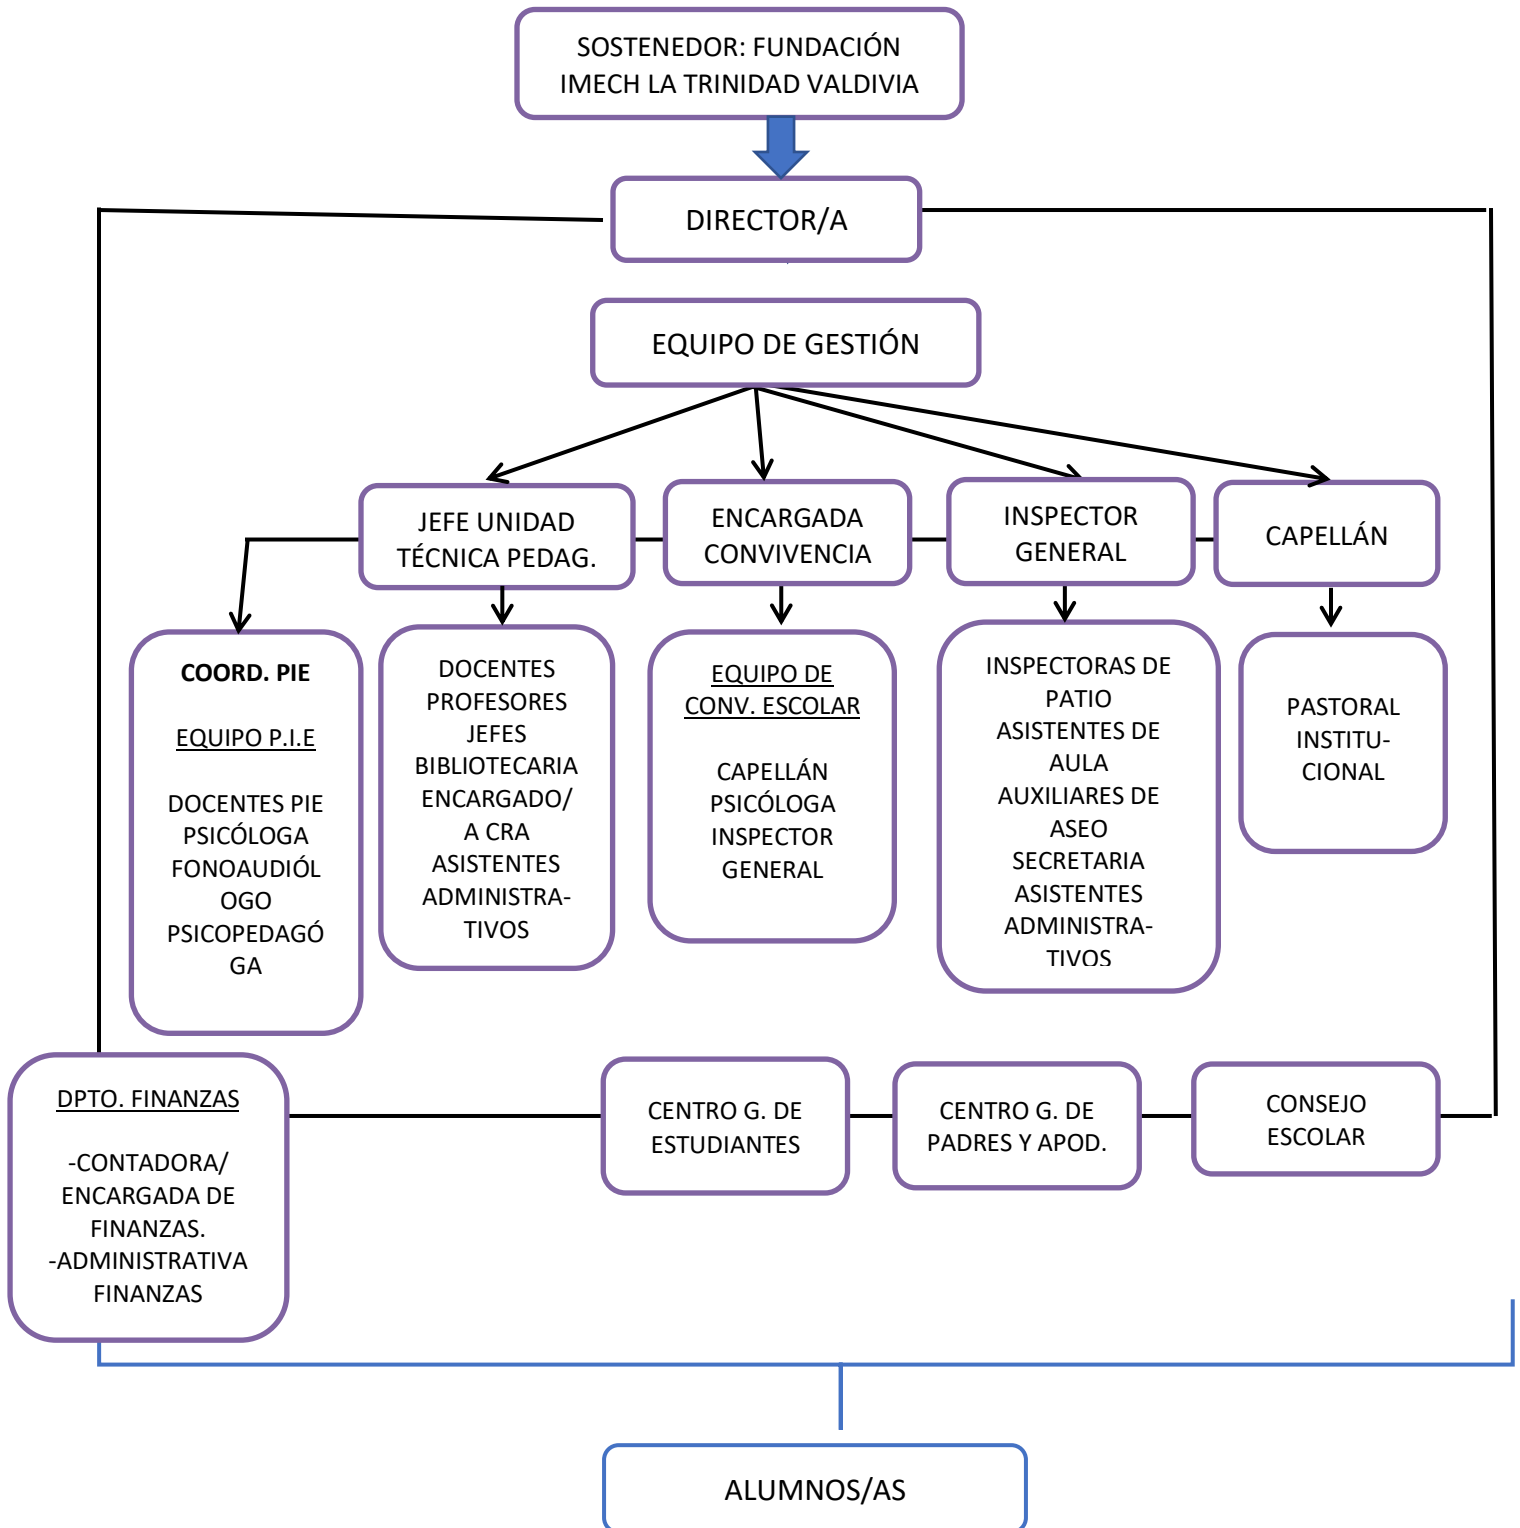 SOSTENEDOR: FUNDACIÓN
IMECH LA TRINIDAD VALDIVIA
DIRECTOR/A
EQUIPO DE GESTIÓN
JEFE UNIDAD
TÉCNICA PEDAG.
ENCARGADA
CONVIVENCIA
INSPECTOR
GENERAL
CAPELLÁN
COORD. PIE
EQUIPO P.I.E
DOCENTES PIE
PSICÓLOGA
FONOAUDIÓL
OGO
PSICOPEDAGÓ
GA
DOCENTES
PROFESORES
JEFES
BIBLIOTECARIA
ENCARGADO/
A CRA
ASISTENTES
ADMINISTRA-
TIVOS
EQUIPO DE
CONV. ESCOLAR
CAPELLÁN
PSICÓLOGA
INSPECTOR
GENERAL
INSPECTORAS DE
PATIO
ASISTENTES DE
AULA
AUXILIARES DE
ASEO
SECRETARIA
ASISTENTES
ADMINISTRA-
TIVOS
PASTORAL
INSTITU-
CIONAL
DPTO. FINANZAS
-CONTADORA/
ENCARGADA DE
FINANZAS.
-ADMINISTRATIVA
FINANZAS
CENTRO G. DE
ESTUDIANTES
CENTRO G. DE
PADRES Y APOD.
CONSEJO
ESCOLAR
ALUMNOS/AS